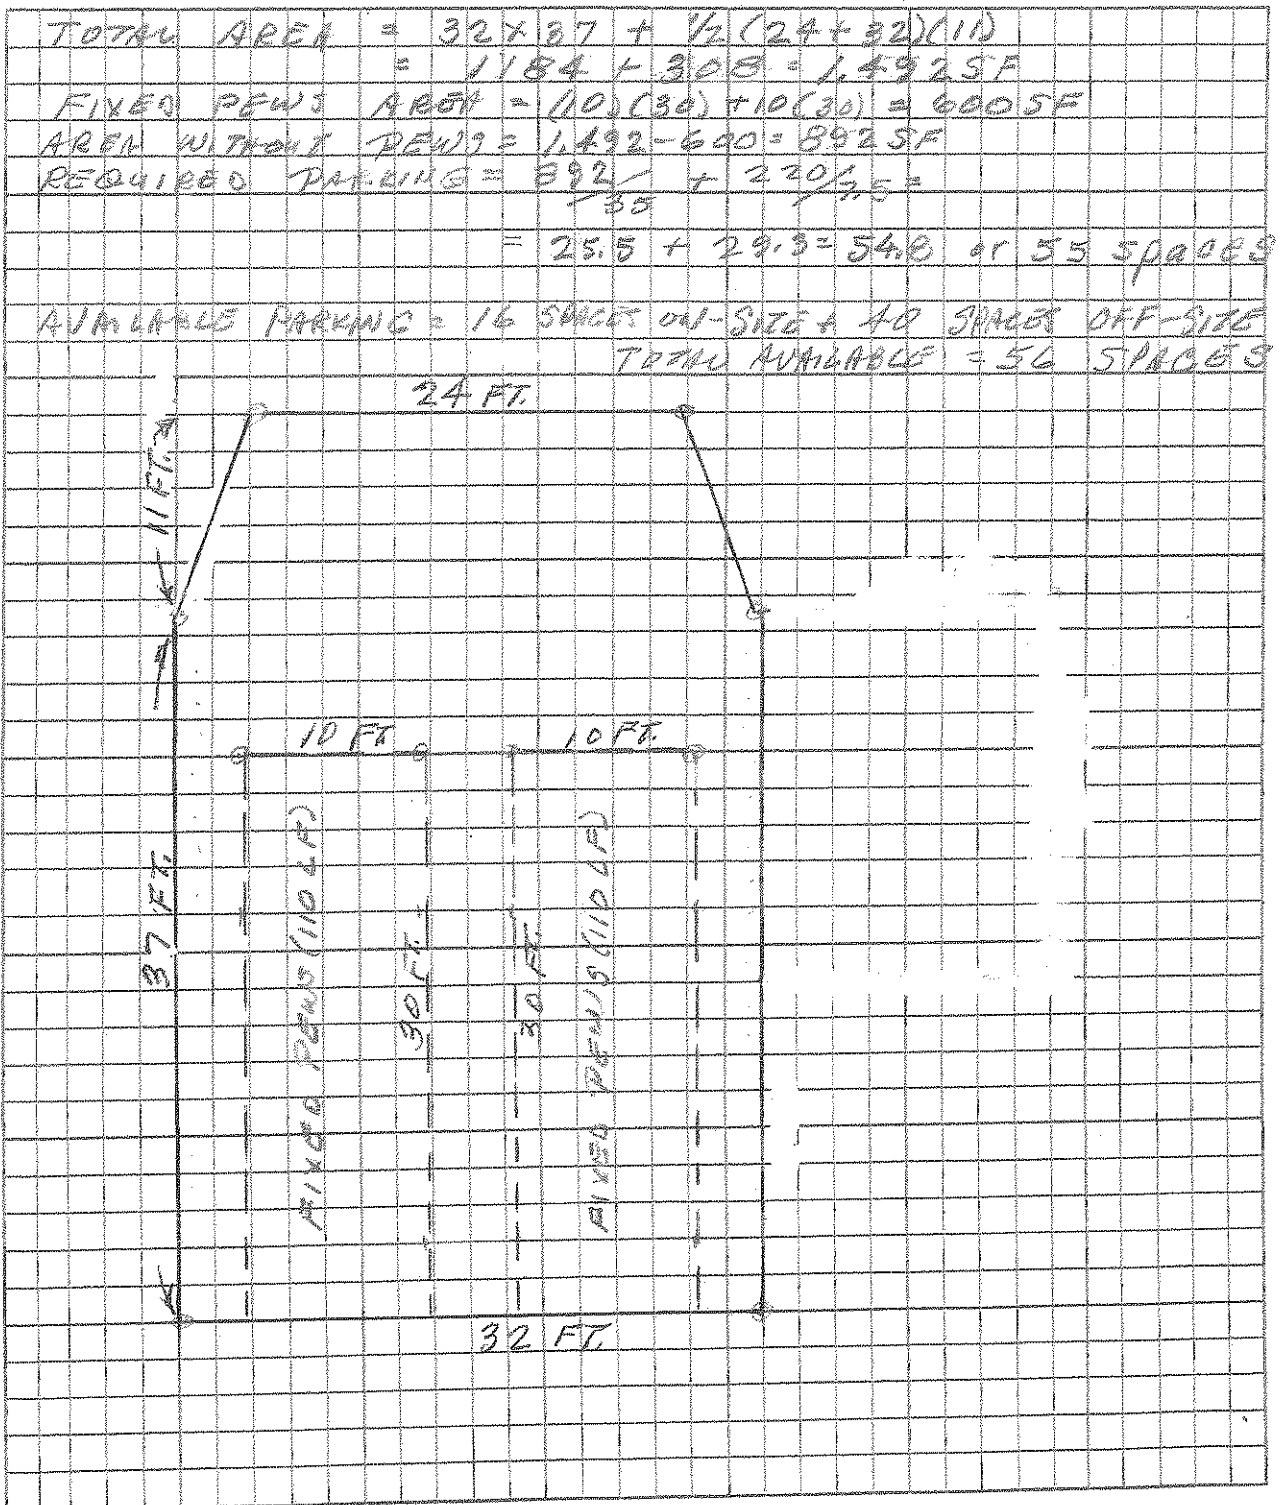 TOTAL AREA = 32 x 37 + 1/2 (24 + 32)(11)
= 1184 + 308 = 1,492 SF
FIXED PEWS AREA = (10)(30) + 10(30) = 600 SF
AREA WITHOUT PEWS = 1,492 - 600 = 892 SF
REQUIRED PARKING = 892/35 + 220/7.5 =
= 25.5 + 29.3 = 54.8 or 55 spaces
AVAILABLE PARKING = 16 SPACES ON-SITE + 40 SPACES OFF-SITE
TOTAL AVAILABLE = 56 SPACES
24 FT.
11 FT.
10 FT.
10 FT.
37 FT.
FIXED PEWS (110 LF)
30 FT.
30 FT.
FIXED PEWS (110 LF)
32 FT.